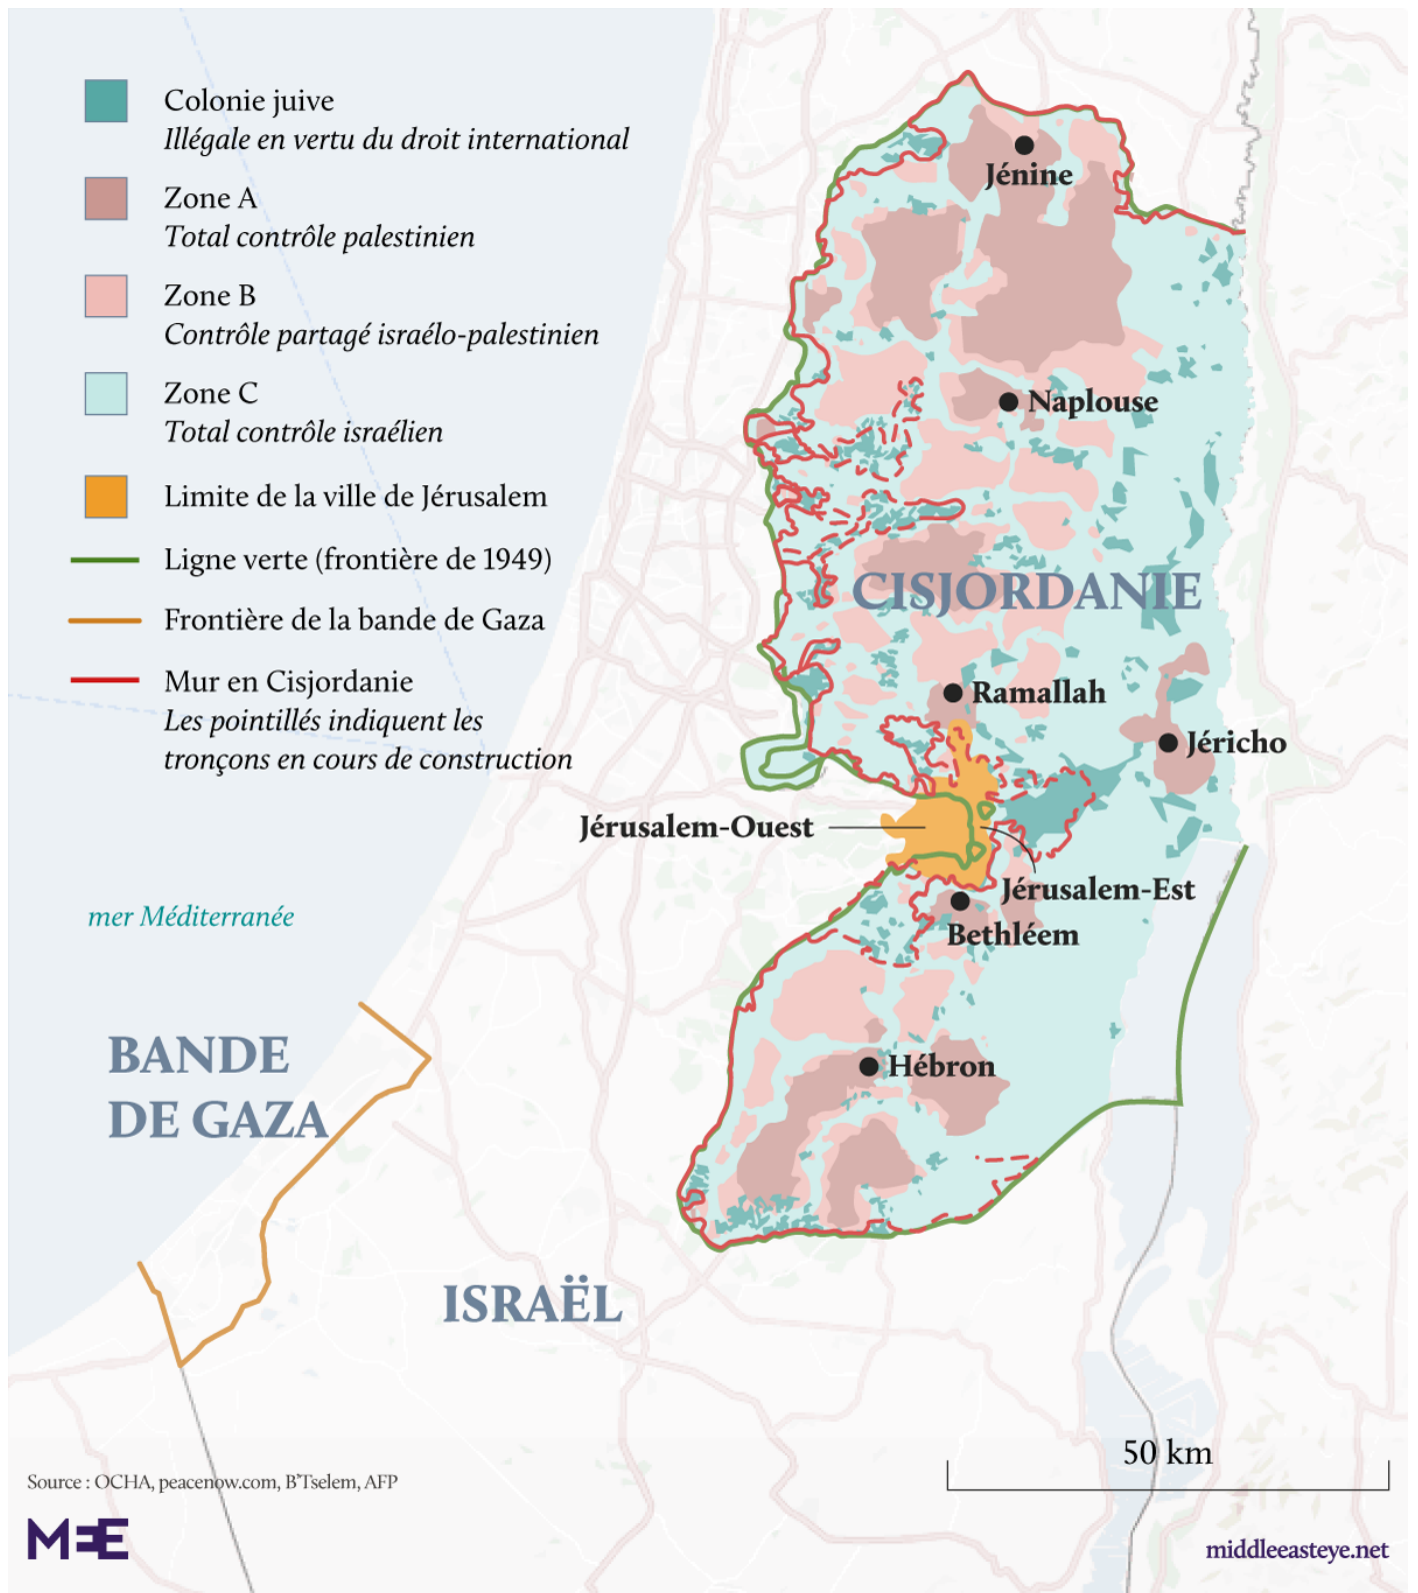 Colonie juive
Illégale en vertu du droit international
Zone A
Total contrôle palestinien
Zone B
Contrôle partagé israélo-palestinien
Zone C
Total contrôle israélien
Limite de la ville de Jérusalem
Ligne verte (frontière de 1949)
Frontière de la bande de Gaza
Mur en Cisjordanie
Les pointillés indiquent les
tronçons en cours de construction
Jénine
Naplouse
CISJORDANIE
Ramallah
Jéricho
Jérusalem-Ouest
Jérusalem-Est
Bethléem
mer Méditerranée
BANDE
DE GAZA
Hébron
ISRAËL
50 km
Source : OCHA, peacenow.com, B'Tselem, AFP
MEE
middleeasteye.net